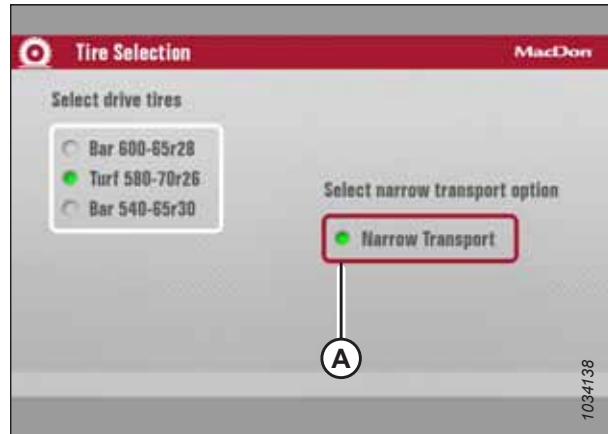 Tire Selection
MacDon
Select drive tires
Bar 600-65r28
Turf 580-70r26
Bar 540-65r30
Select narrow transport option
Narrow Transport
A
1034138